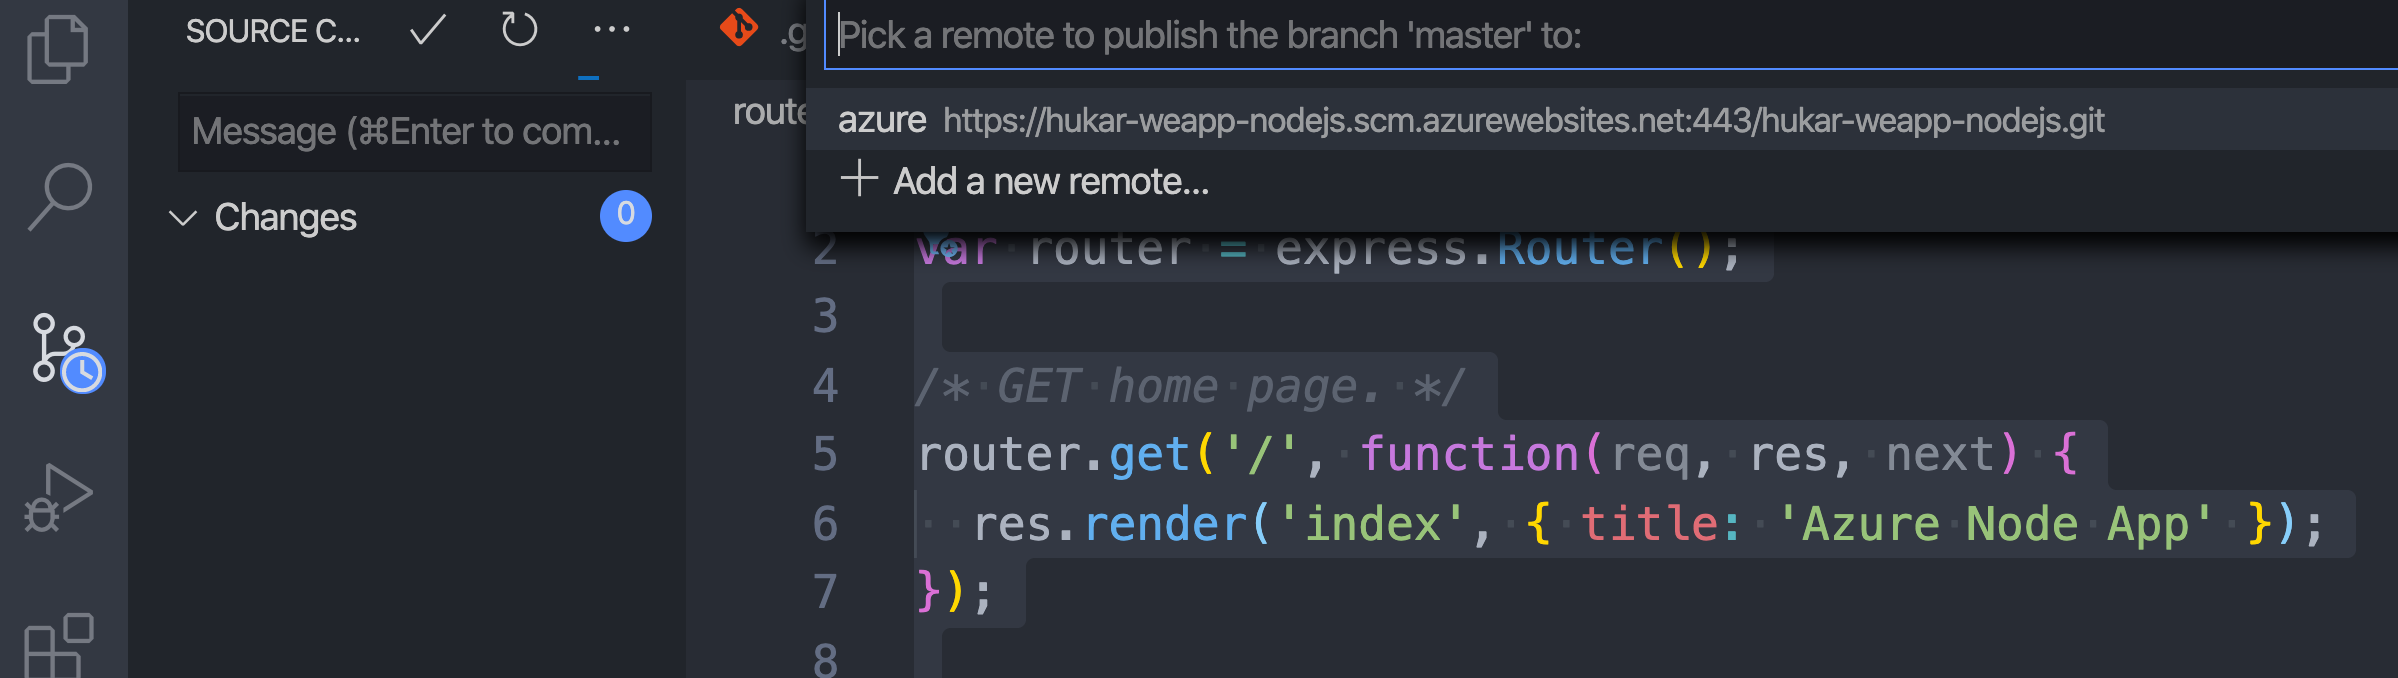 SOURCE C...
Message (⌘Enter to com...
Changes
0
.g
route
Pick a remote to publish the branch 'master' to:
azure https://hukar-weapp-nodejs.scm.azurewebsites.net:443/hukar-weapp-nodejs.git
Add a new remote...
2 var router = express.Router();
3
4 /* GET home page. */
5 router.get('/', function(req, res, next) {
6 res.render('index', { title: 'Azure Node App' });
7 });
8